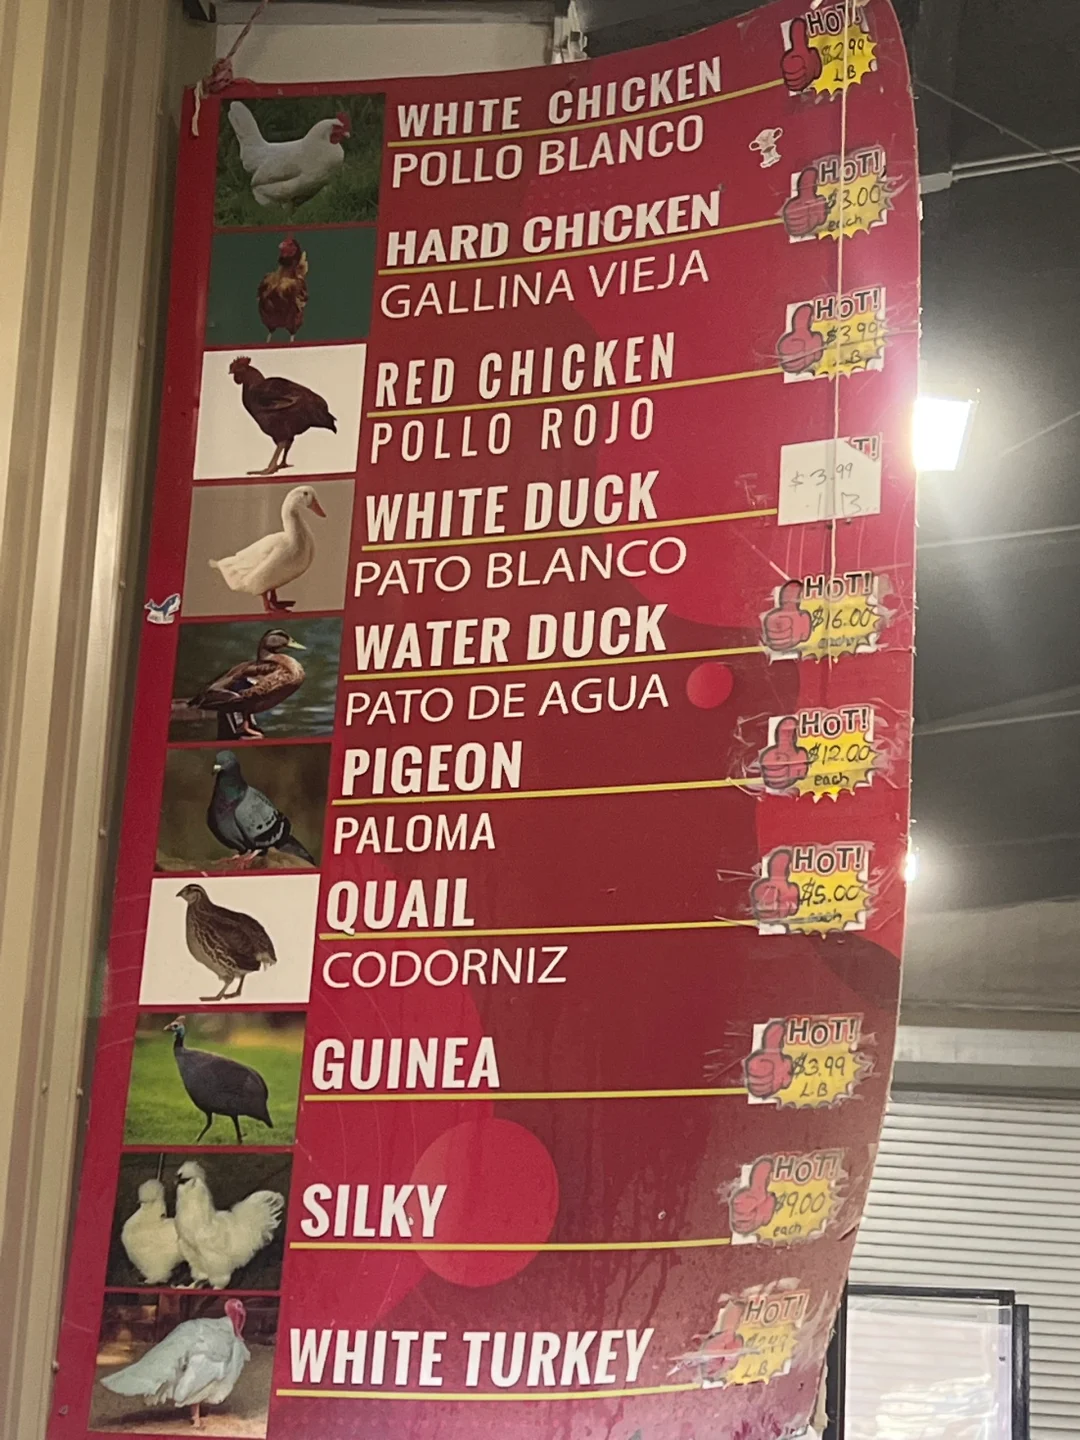 HOT!
$2.99
LB
WHITE CHICKEN
POLLO BLANCO
HOT!
$3.00
each
HARD CHICKEN
GALLINA VIEJA
HOT!
$3.99
LB
RED CHICKEN
POLLO ROJO
T!
$3.99
LB
WHITE DUCK
PATO BLANCO
HOT!
$16.00
each
WATER DUCK
PATO DE AGUA
HOT!
$12.00
each
PIGEON
PALOMA
HOT!
$5.00
each
QUAIL
CODORNIZ
HOT!
$3.99
LB
GUINEA
HOT!
$9.00
each
SILKY
HOT!
LB
WHITE TURKEY